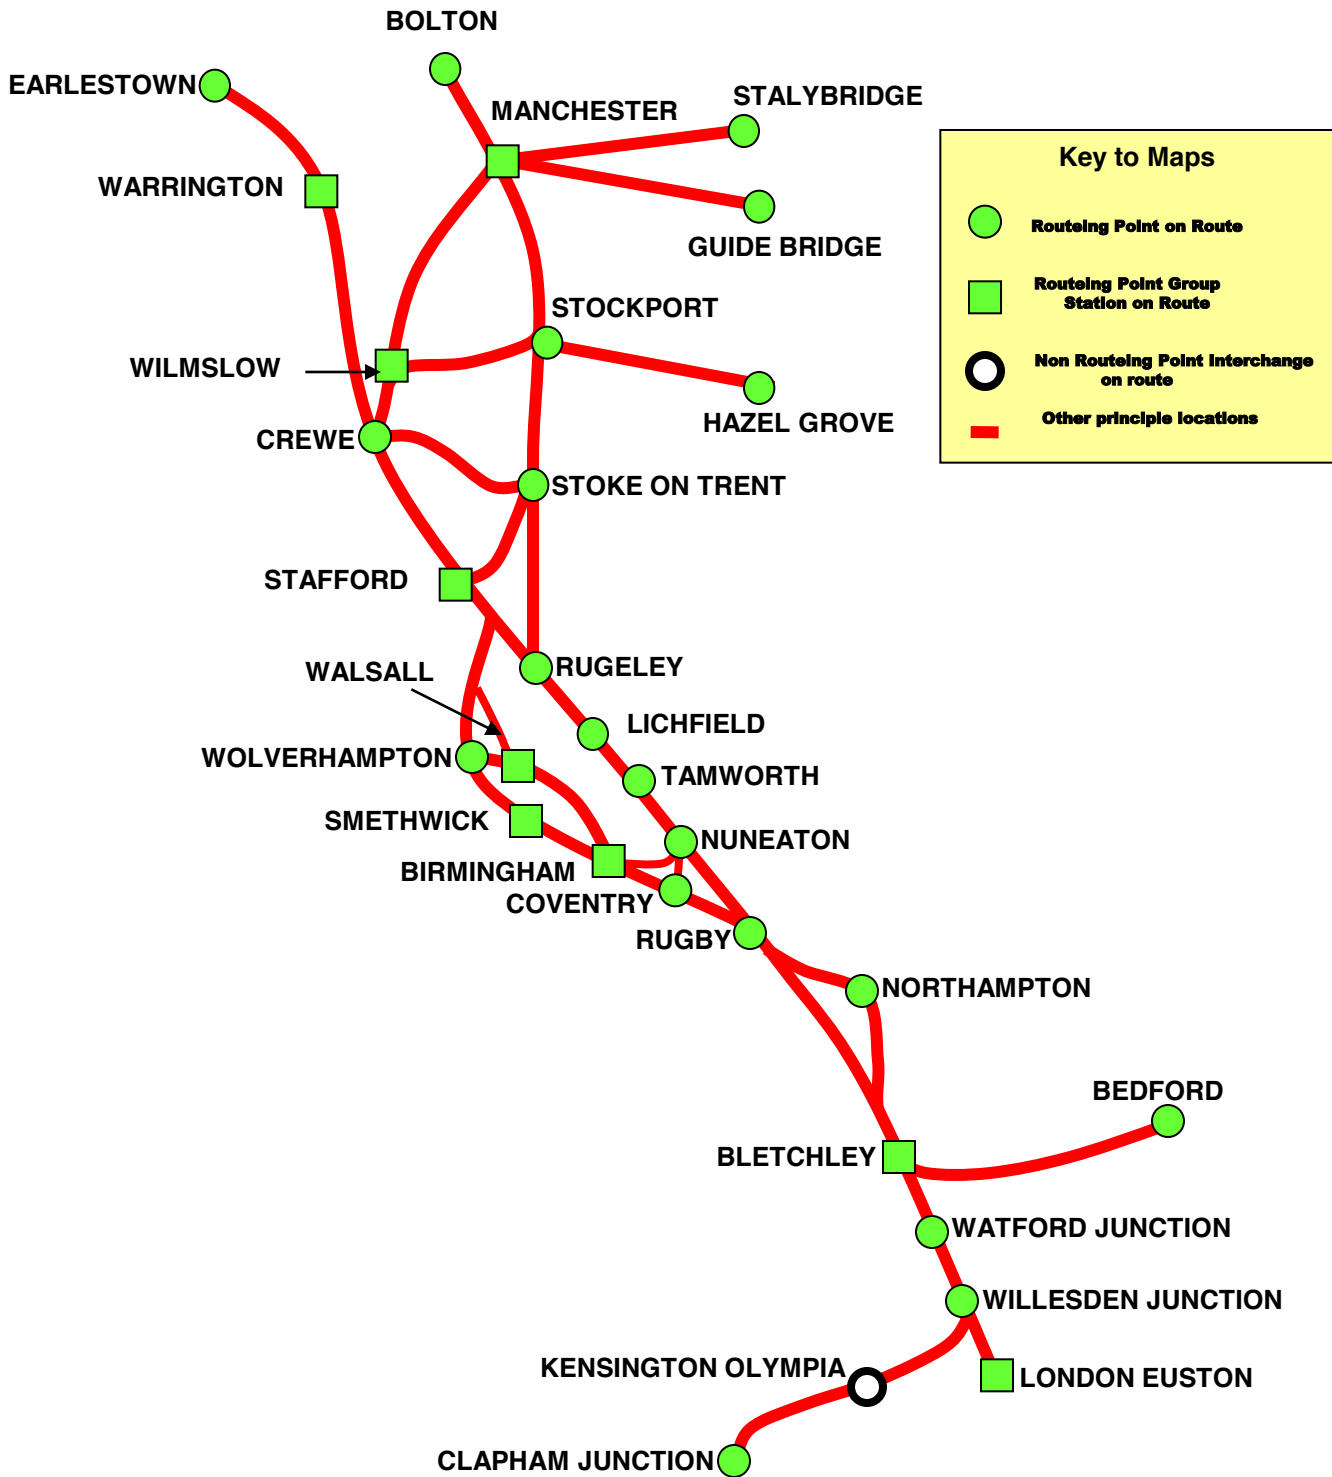 BOLTON
EARLESTOWN
MANCHESTER
STALYBRIDGE
WARRINGTON
GUIDE BRIDGE
STOCKPORT
WILMSLOW
HAZEL GROVE
CREWE
STOKE ON TRENT
STAFFORD
WALSALL
RUGELEY
LICHFIELD
WOLVERHAMPTON
TAMWORTH
SMETHWICK
NUNEATON
BIRMINGHAM
COVENTRY
RUGBY
NORTHAMPTON
BEDFORD
BLETCHLEY
WATFORD JUNCTION
WILLESDEN JUNCTION
KENSINGTON OLYMPIA
LONDON EUSTON
CLAPHAM JUNCTION
Key to Maps
Routeing Point on Route
Routeing Point Group
Station on Route
Non Routeing Point Interchange
on route
Other principle locations